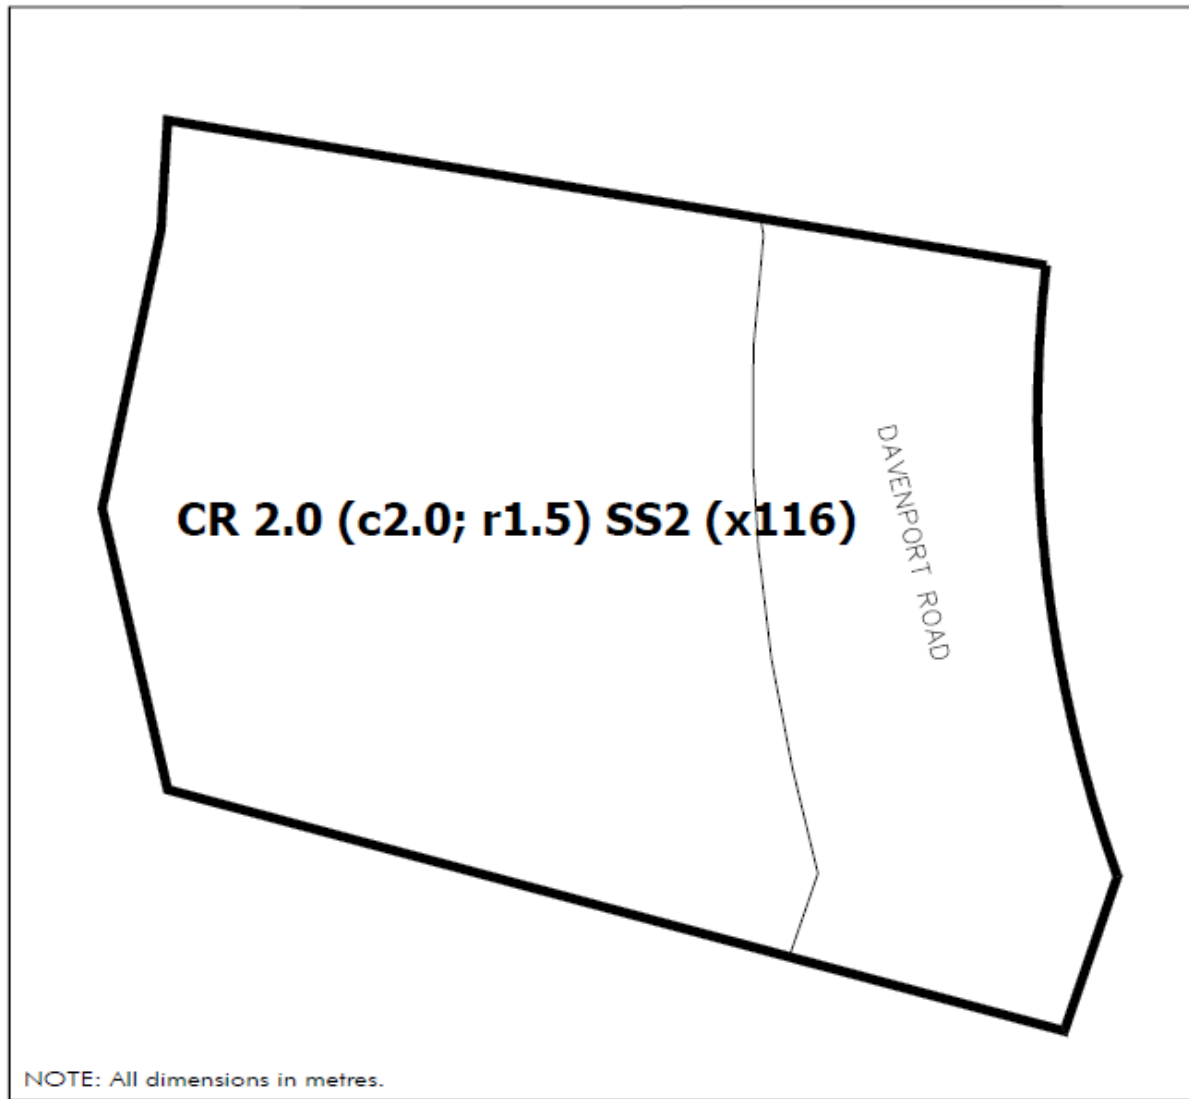 CR 2.0 (c2.0; r1.5) SS2 (x116)
DAVENPORT ROAD
NOTE: All dimensions in metres.